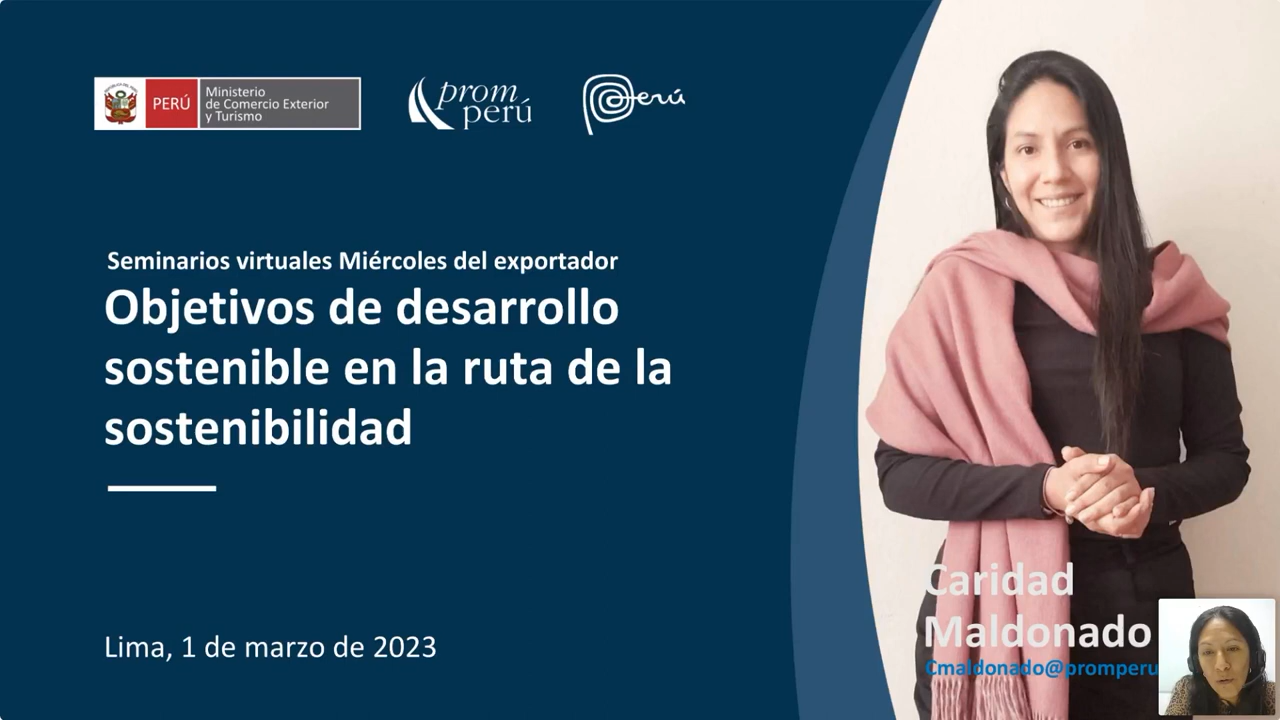 PERÚ
Ministerio
de Comercio Exterior
y Turismo
prom
perú
Perú
Seminarios virtuales Miércoles del exportador
Objetivos de desarrollo
sostenible en la ruta de la
sostenibilidad
Lima, 1 de marzo de 2023
Caridad
Maldonado
Cmaldonado@promperu